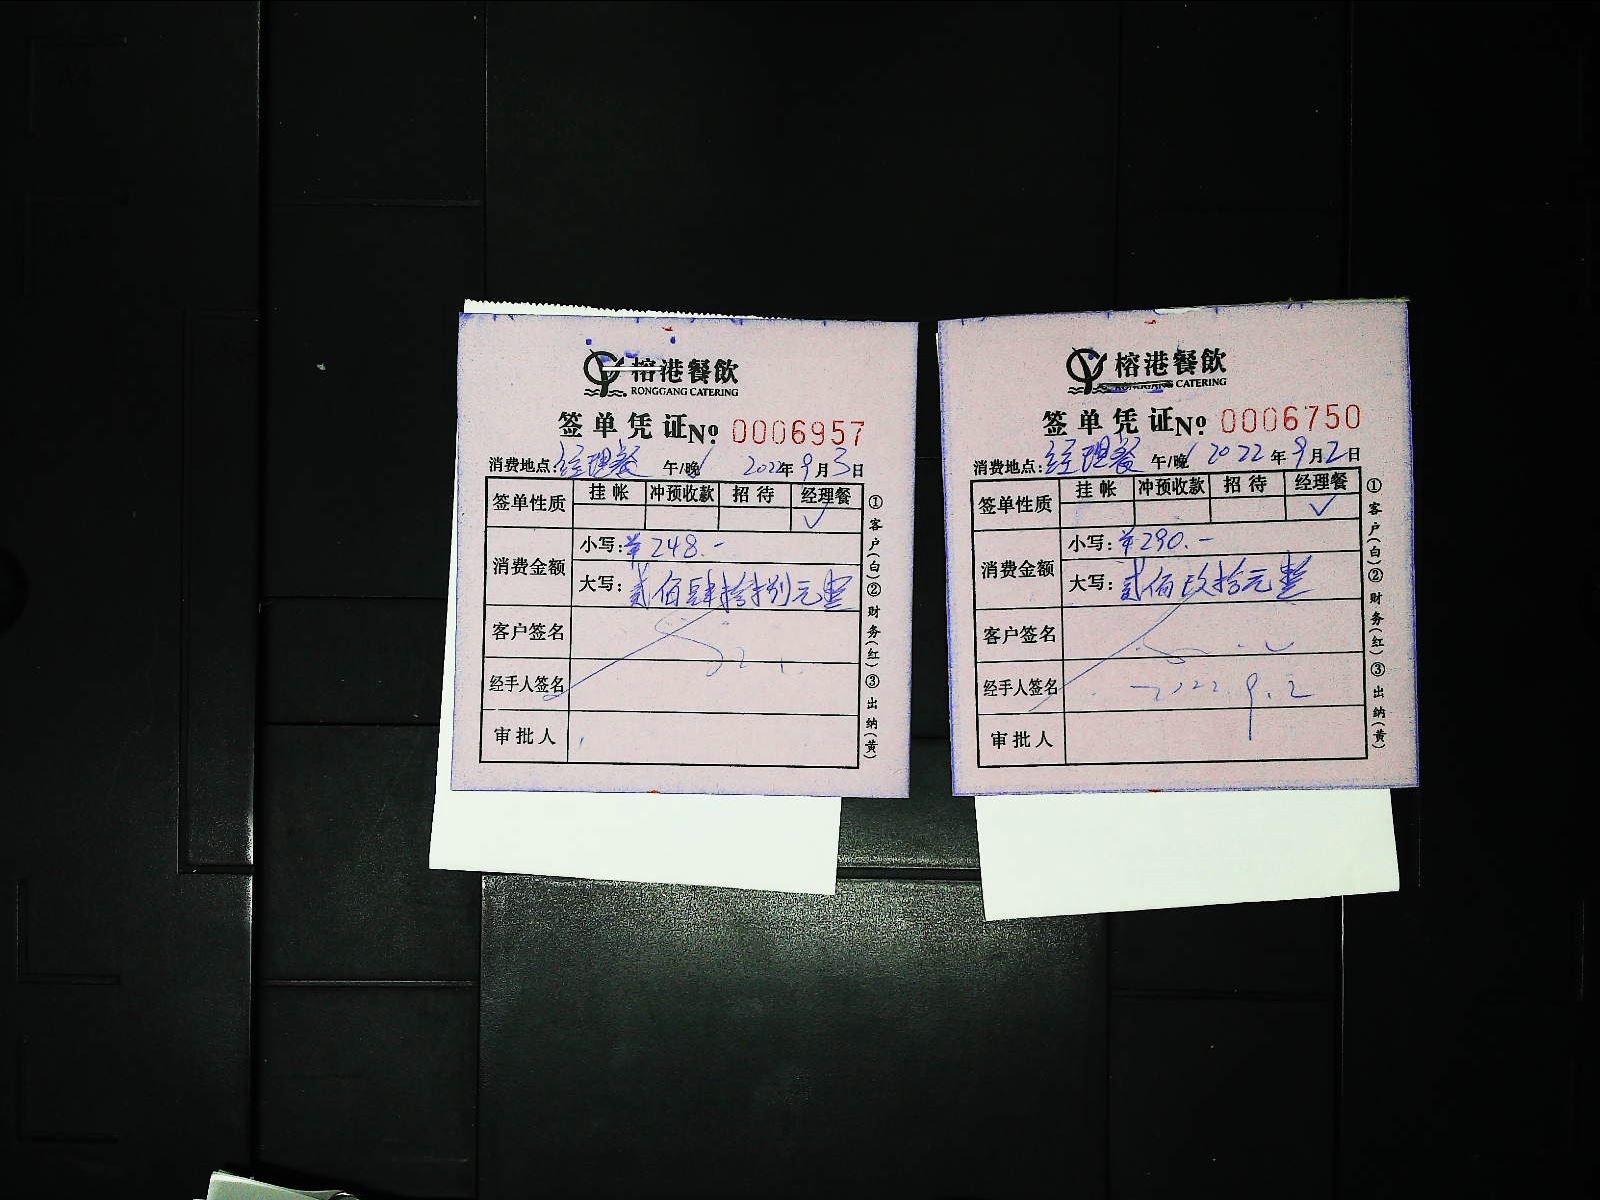 榕港餐飲
RONGGANG CATERING
签单凭证 No. 0006957
消费地点:经理餐 午/晚 2022年9月3日
签单性质 挂帐 冲预收款 招待 经理餐
✓
消费金额 小写:¥248.-
大写:贰佰肆拾捌元整
客户签名
经手人签名
审批人
①客户(白)②财务(红)③出纳(黄)
榕港餐飲
RONGGANG CATERING
签单凭证 No. 0006750
消费地点:经理餐 午/晚 2022年9月2日
签单性质 挂帐 冲预收款 招待 经理餐
✓
消费金额 小写:¥290.-
大写:贰佰玖拾元整
客户签名
经手人签名 2022.9.2
审批人
①客户(白)②财务(红)③出纳(黄)